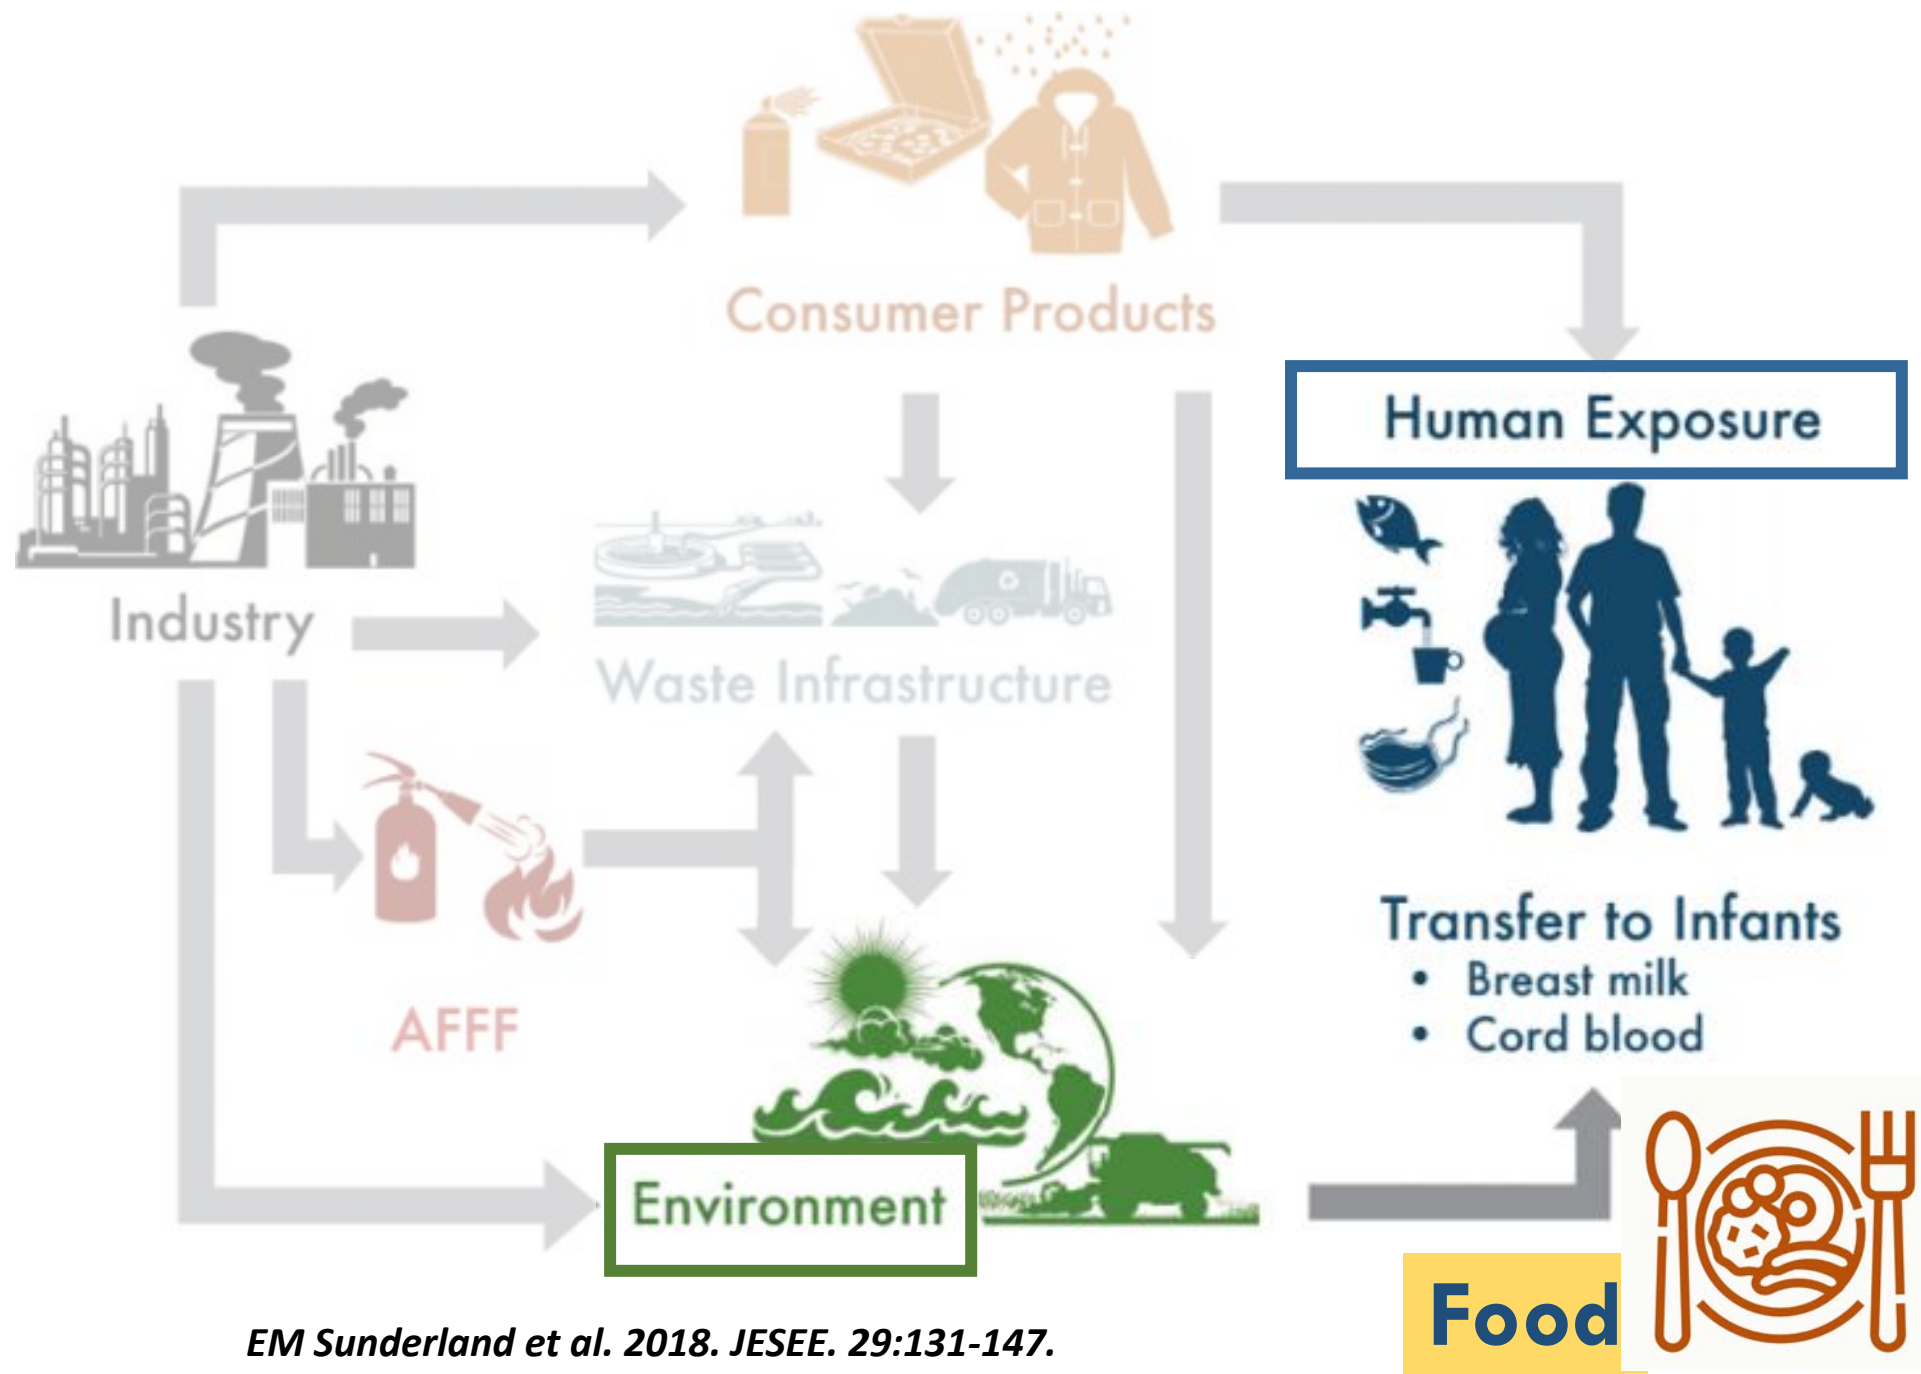 Consumer Products
Human Exposure
Industry
Waste Infrastructure
AFFF
Transfer to Infants
• Breast milk
• Cord blood
Environment
Food
EM Sunderland et al. 2018. JESEE. 29:131-147.